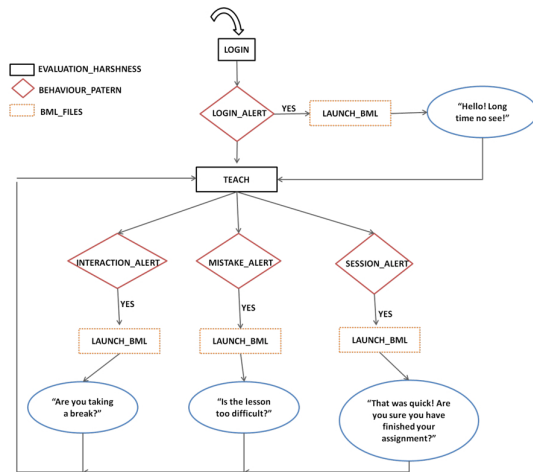 LOGIN
EVALUATION_HARSHNESS
BEHAVIOUR_PATERN
BML_FILES
LOGIN_ALERT
YES
LAUNCH_BML
“Hello! Long
time no see!”
TEACH
INTERACTION_ALERT
MISTAKE_ALERT
SESSION_ALERT
YES
YES
YES
LAUNCH_BML
LAUNCH_BML
LAUNCH_BML
“Are you taking
a break?”
“Is the lesson
too difficult?”
“That was quick! Are
you sure you have
finished your
assignment?”